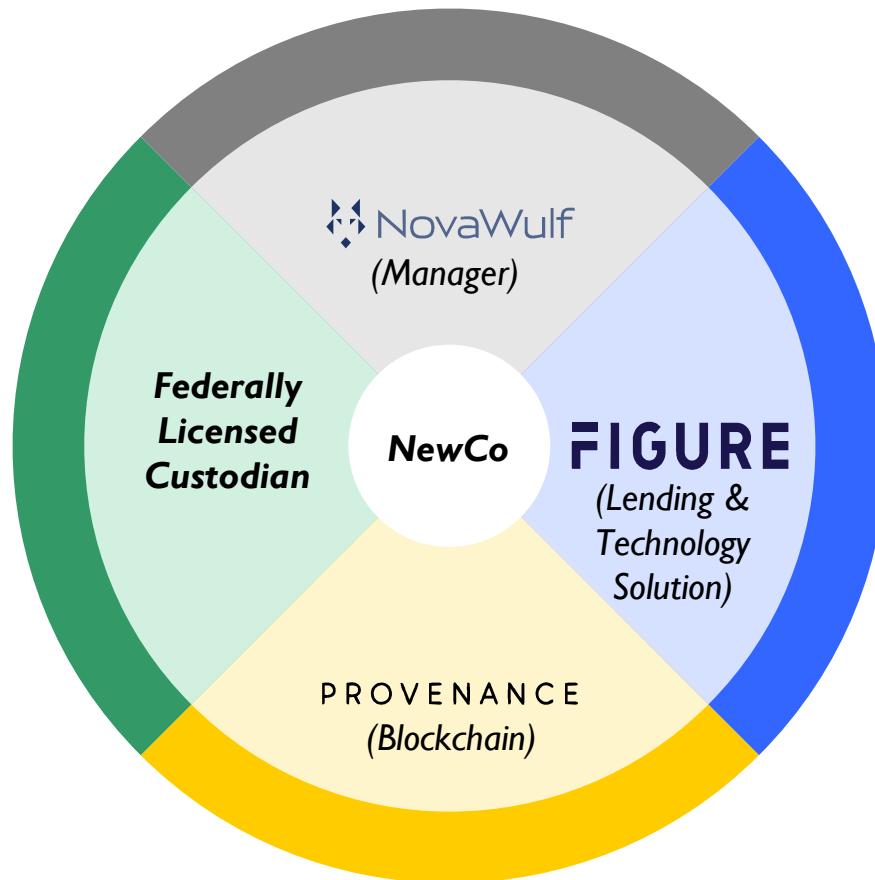 NovaWulf
(Manager)
Federally
Licensed
Custodian
NewCo
FIGURE
(Lending &
Technology
Solution)
PROVENANCE
(Blockchain)